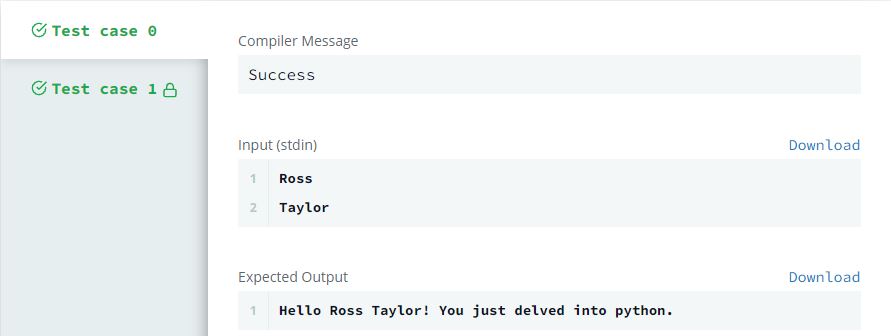 Test case 0
Test case 1
Compiler Message
Success
Input (stdin) Download
1 Ross
2 Taylor
Expected Output Download
1 Hello Ross Taylor! You just delved into python.